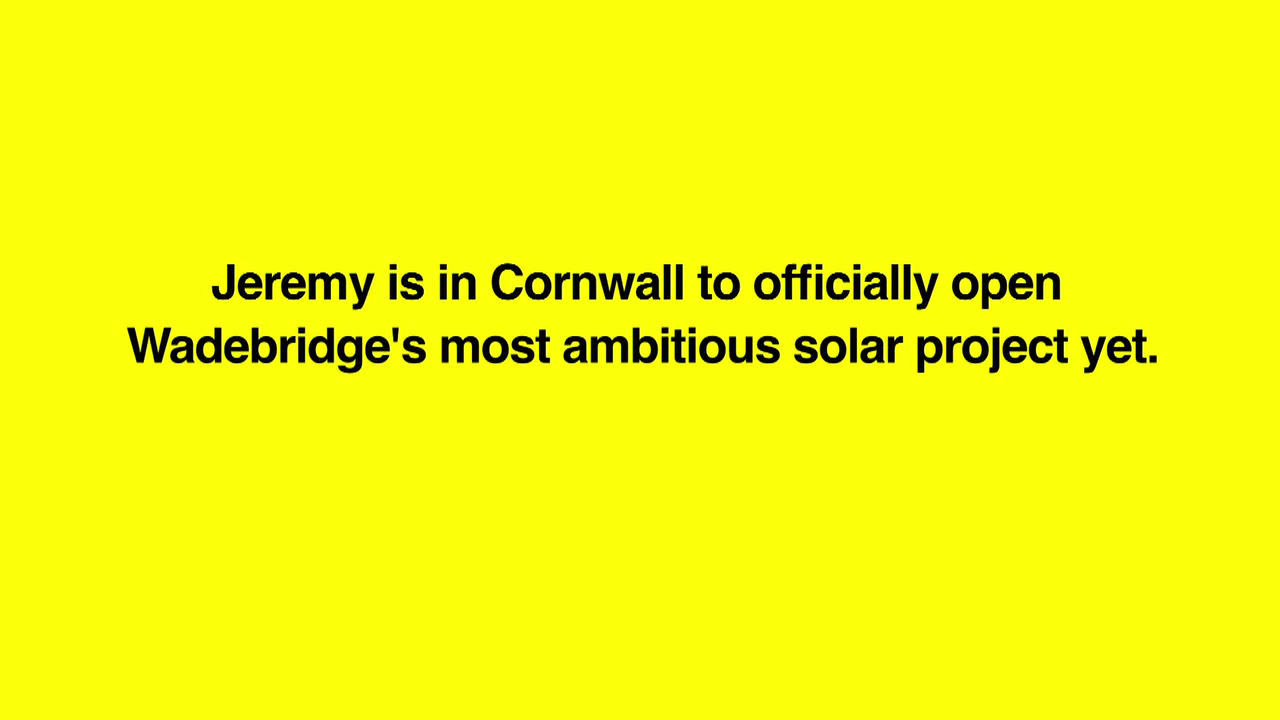 Jeremy is in Cornwall to officially open
Wadebridge's most ambitious solar project yet.